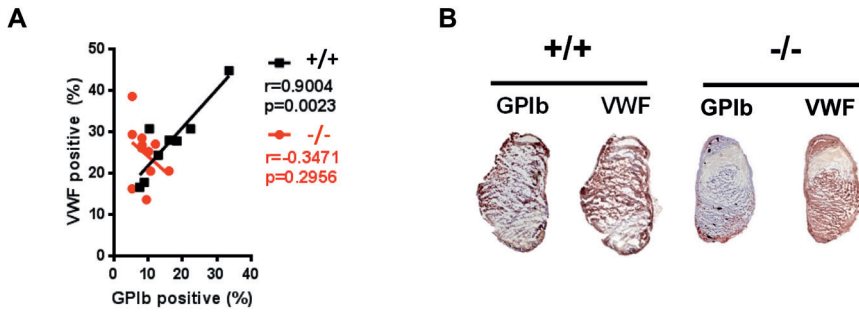 A
VWF positive (%)
50
40
30
20
10
0
0 10 20 30 40
GPIb positive (%)
+/+
r=0.9004
p=0.0023
-/-
r=-0.3471
p=0.2956
B
+/+ -/-
GPIb VWF GPIb VWF